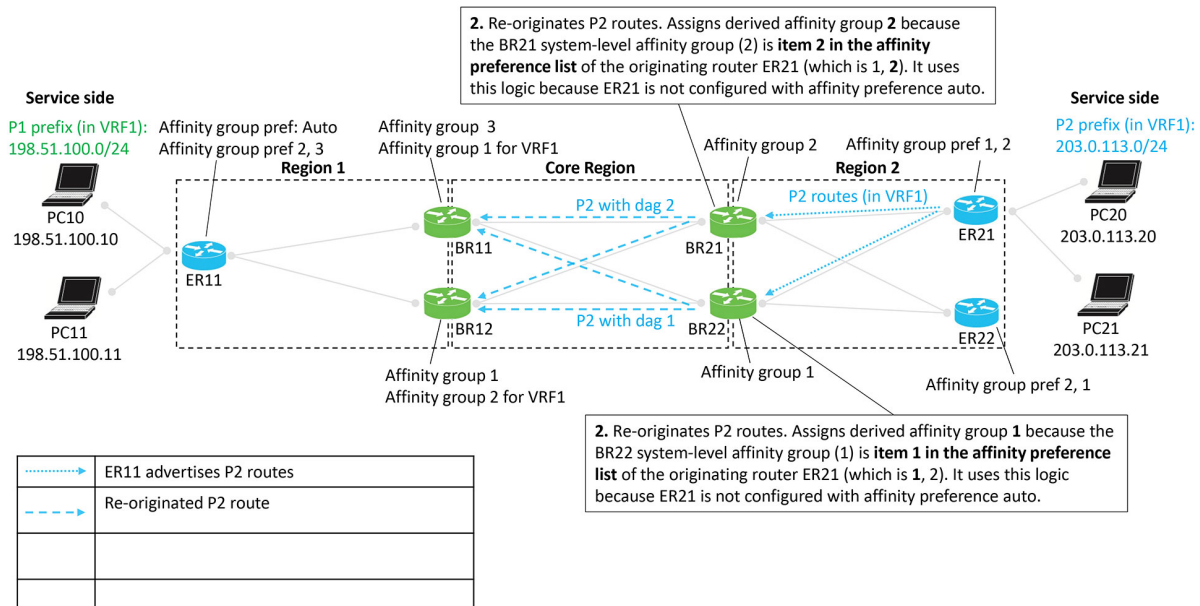 2. Re-originates P2 routes. Assigns derived affinity group 2 because
the BR21 system-level affinity group (2) is item 2 in the affinity
preference list of the originating router ER21 (which is 1, 2). It uses
this logic because ER21 is not configured with affinity preference auto.
Service side
P1 prefix (in VRF1):
198.51.100.0/24
Affinity group pref: Auto
Affinity group pref 2, 3
Affinity group 3
Affinity group 1 for VRF1
Affinity group 2
Affinity group pref 1, 2
Service side
P2 prefix (in VRF1):
203.0.113.0/24
Region 1
Core Region
Region 2
PC10
198.51.100.10
PC11
198.51.100.11
ER11
BR11
BR12
P2 with dag 2
P2 with dag 1
BR21
BR22
P2 routes (in VRF1)
ER21
ER22
PC20
203.0.113.20
PC21
203.0.113.21
Affinity group 1
Affinity group 2 for VRF1
Affinity group 1
Affinity group pref 2, 1
2. Re-originates P2 routes. Assigns derived affinity group 1 because the
BR22 system-level affinity group (1) is item 1 in the affinity preference
list of the originating router ER21 (which is 1, 2). It uses this logic
because ER21 is not configured with affinity preference auto.
ER11 advertises P2 routes
Re-originated P2 route